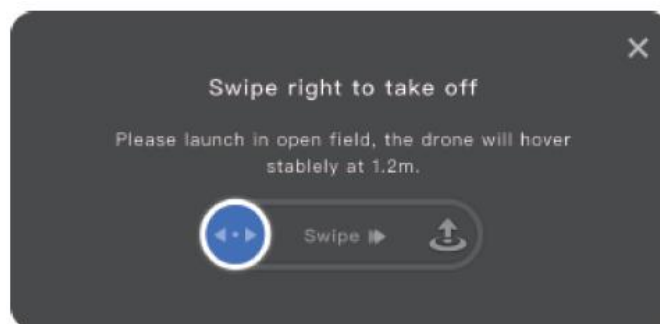 Swipe right to take off
Please launch in open field, the drone will hover
stablely at 1.2m.
Swipe